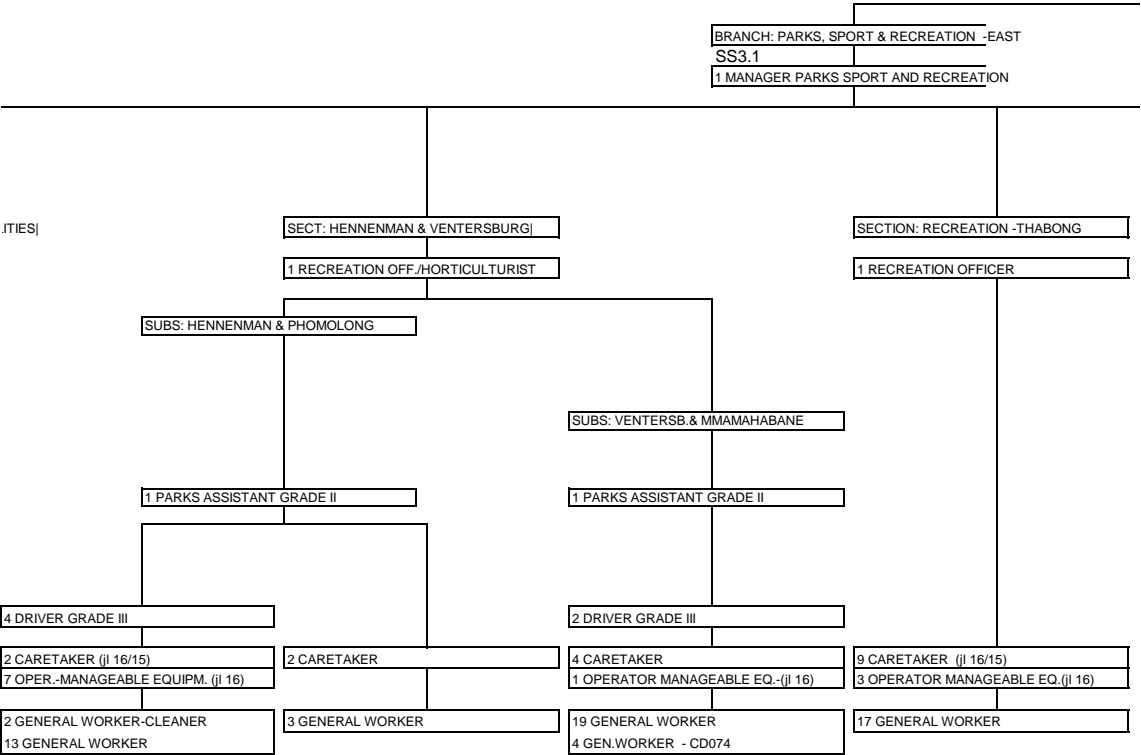 BRANCH: PARKS, SPORT & RECREATION -EAST
SS3.1
1 MANAGER PARKS SPORT AND RECREATION
.ITIES|
SECT: HENNENMAN & VENTERSBURG|
SECTION: RECREATION -THABONG
1 RECREATION OFF./HORTICULTURIST
1 RECREATION OFFICER
SUBS: HENNENMAN & PHOMOLONG
SUBS: VENTERSB.& MMAMAHABANE
1 PARKS ASSISTANT GRADE II
1 PARKS ASSISTANT GRADE II
4 DRIVER GRADE III
2 DRIVER GRADE III
2 CARETAKER (jl 16/15)
2 CARETAKER
4 CARETAKER
9 CARETAKER (jl 16/15)
7 OPER.-MANAGEABLE EQUIPM. (jl 16)
1 OPERATOR MANAGEABLE EQ.-(jl 16)
3 OPERATOR MANAGEABLE EQ.(jl 16)
2 GENERAL WORKER-CLEANER
3 GENERAL WORKER
19 GENERAL WORKER
17 GENERAL WORKER
13 GENERAL WORKER
4 GEN.WORKER - CD074